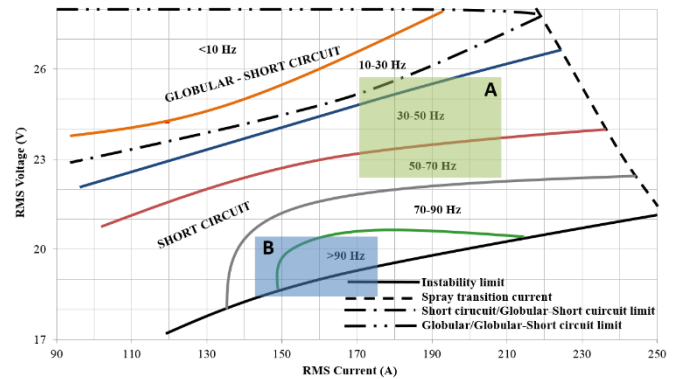 <10 Hz
GLOBULAR - SHORT CIRCUIT
10-30 Hz
A
30-50 Hz
50-70 Hz
70-90 Hz
SHORT CIRCUIT
B
>90 Hz
Instability limit
Spray transition current
Short cirucuit/Globular-Short cuircuit limit
Globular/Globular-Short circuit limit
RMS Voltage (V)
26
23
20
17
90 110 130 150 170 190 210 230 250
RMS Current (A)